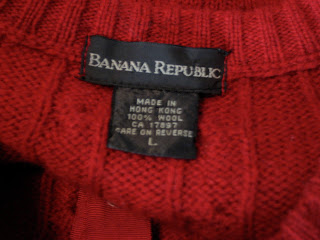 BANANA REPUBLIC
MADE IN
HONG KONG
100% WOOL
CA 17897
CARE ON REVERSE
L